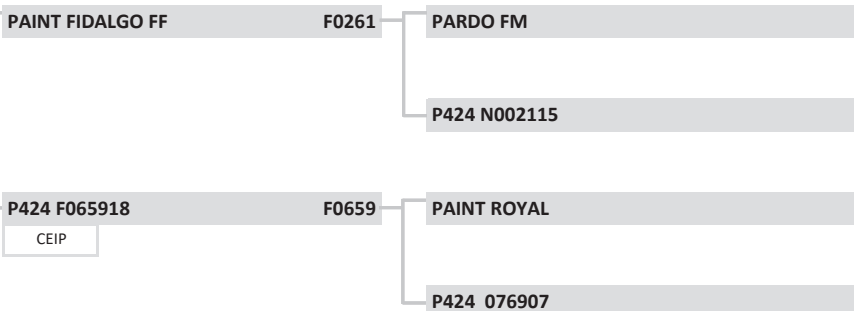 PAINT FIDALGO FF F0261 PARDO FM
P424 N002115
P424 F065918 F0659 PAINT ROYAL
CEIP
P424 076907